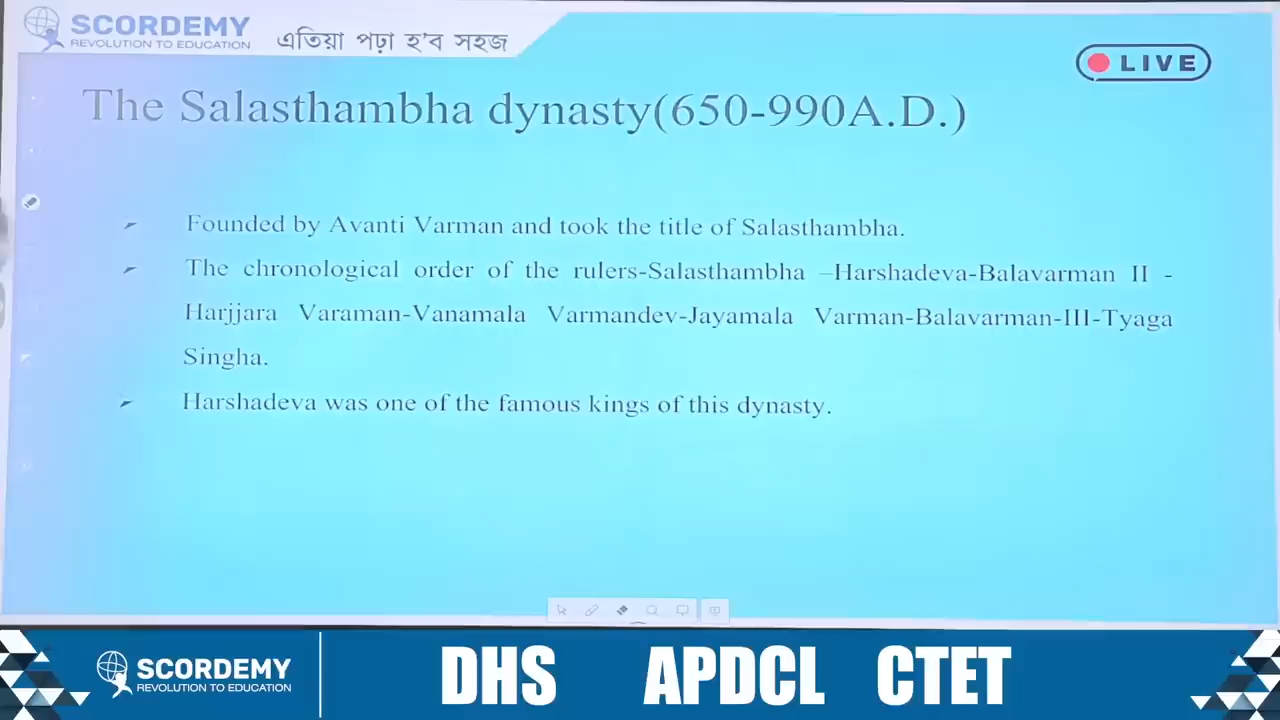 SCORDEMY
REVOLUTION TO EDUCATION
এতিয়া পঢ়া হ'ব সহজ
LIVE
The Salasthambha dynasty(650-990A.D.)
Founded by Avanti Varman and took the title of Salasthambha.
The chronological order of the rulers-Salasthambha –Harshadeva-Balavarman II -
Harjjara Varaman-Vanamala Varmandev-Jayamala Varman-Balavarman-III-Tyaga
Singha.
Harshadeva was one of the famous kings of this dynasty.
SCORDEMY
REVOLUTION TO EDUCATION
DHS APDCL CTET